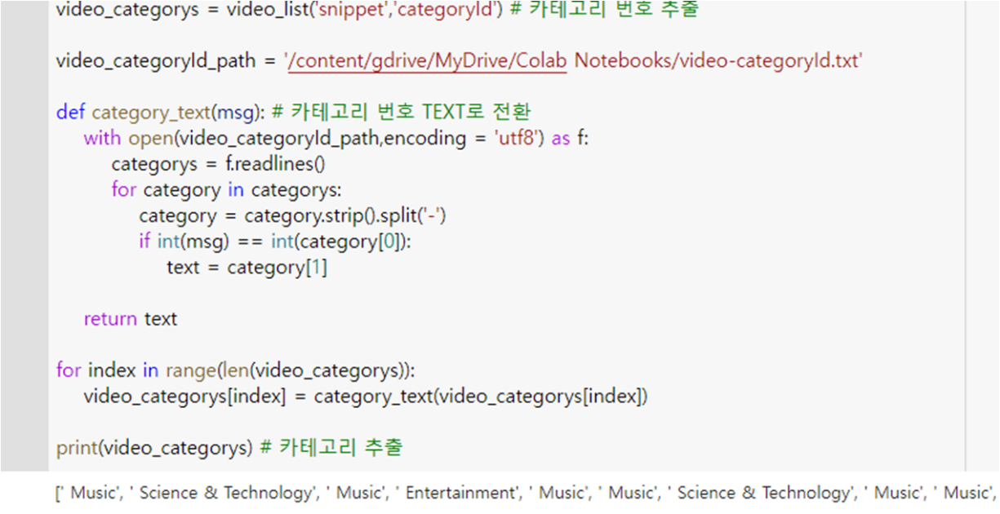 video_categorys = video_list('snippet','categoryId') # 카테고리 번호 추출
video_categoryId_path = '/content/gdrive/MyDrive/Colab Notebooks/video-categoryId.txt'
def category_text(msg): # 카테고리 번호 TEXT로 전환
with open(video_categoryId_path,encoding = 'utf8') as f:
categorys = f.readlines()
for category in categorys:
category = category.strip().split('-')
if int(msg) == int(category[0]):
text = category[1]
return text
for index in range(len(video_categorys)):
video_categorys[index] = category_text(video_categorys[index])
print(video_categorys) # 카테고리 추출
[' Music', ' Science & Technology', ' Music', ' Entertainment', ' Music', ' Music', ' Science & Technology', ' Music', ' Music',